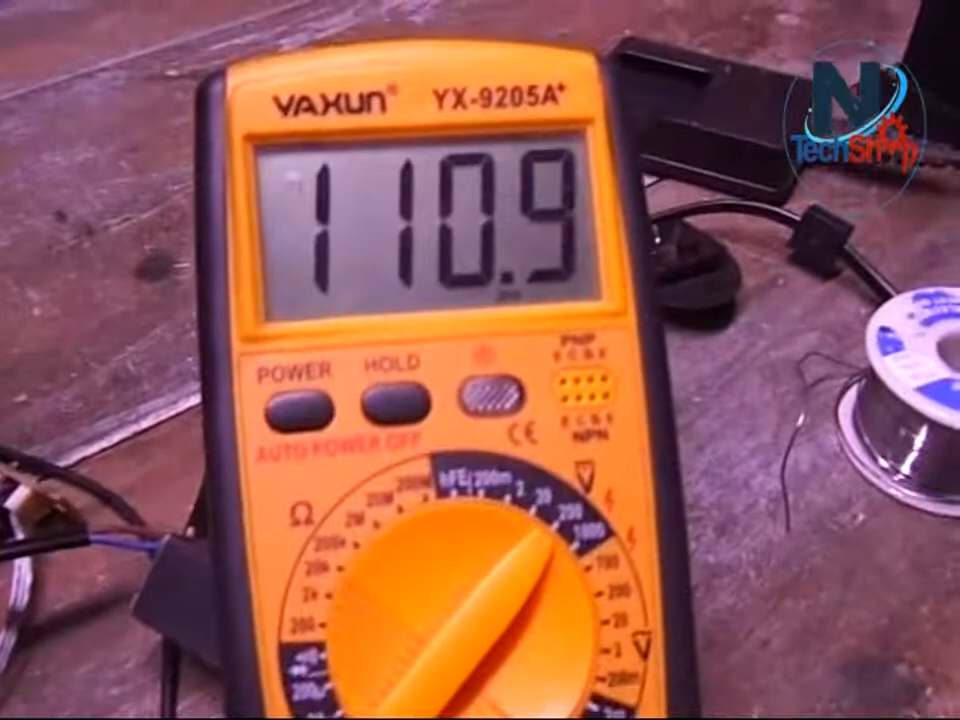 YAXUN® YX-9205A+
N
TechShop
110.9
POWER HOLD
PNP
E C B E
AUTO POWER OFF
CE
E C B E
NPN
hFE 200m 2 20 200 1000
V
Ω
200M
20M
2M
200k
20k
2k
200
700
200
20
2
200m
V